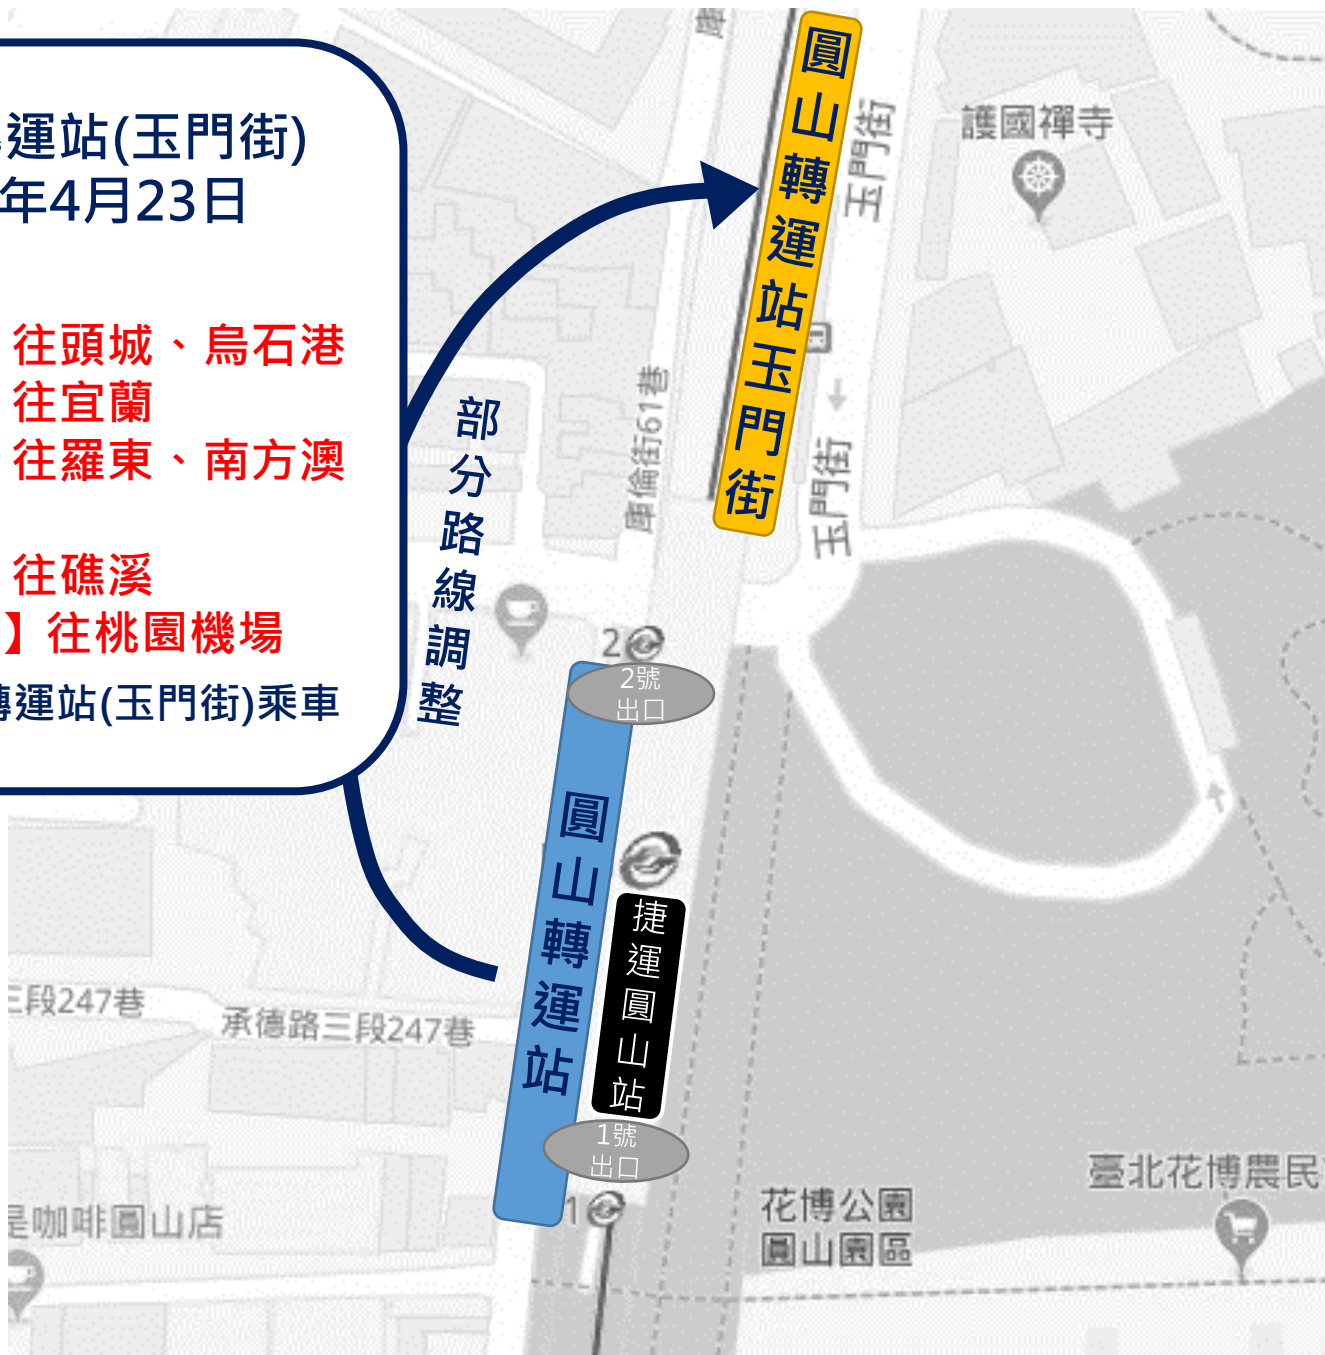 運站(玉門街)
年4月23日
往頭城、烏石港
往宜蘭
往羅東、南方澳
往礁溪
】往桃園機場
轉運站(玉門街)乘車
部分路線調整
圓山轉運站玉門街
玉門街
護國禪寺
庫倫街61巷
玉門街
2
2號
出口
圓山轉運站
捷運圓山站
1號
出口
1
三段247巷
承德路三段247巷
是咖啡圓山店
花博公園
圓山園區
臺北花博農民